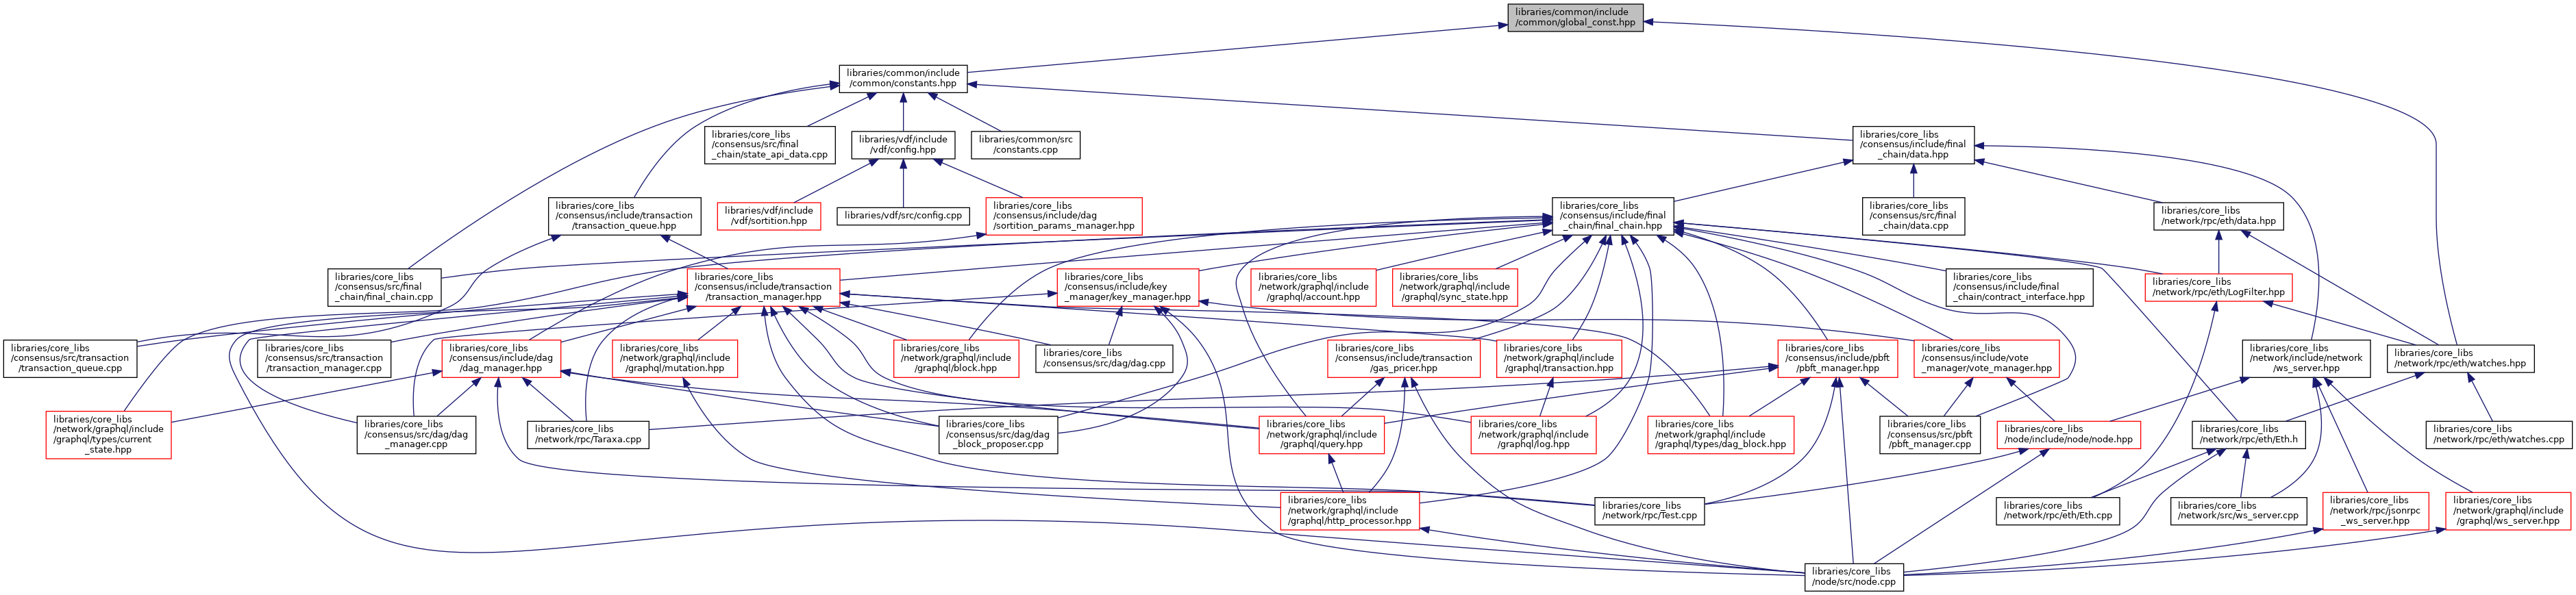 libraries/common/include
/common/global_const.hpp
libraries/common/include
/common/constants.hpp
libraries/core_libs
/consensus/src/final
_chain/state_api_data.cpp
libraries/vdf/include
/vdf/config.hpp
libraries/common/src
/constants.cpp
libraries/core_libs
/consensus/include/final
_chain/data.hpp
libraries/core_libs
/consensus/include/transaction
/transaction_queue.hpp
libraries/vdf/include
/vdf/sortition.hpp
libraries/vdf/src/config.cpp
libraries/core_libs
/consensus/include/dag
/sortition_params_manager.hpp
libraries/core_libs
/consensus/include/final
_chain/final_chain.hpp
libraries/core_libs
/consensus/src/final
_chain/data.cpp
libraries/core_libs
/network/rpc/eth/data.hpp
libraries/core_libs
/consensus/src/final
_chain/final_chain.cpp
libraries/core_libs
/consensus/include/transaction
/transaction_manager.hpp
libraries/core_libs
/consensus/include/key
_manager/key_manager.hpp
libraries/core_libs
/network/graphql/include
/graphql/account.hpp
libraries/core_libs
/network/graphql/include
/graphql/sync_state.hpp
libraries/core_libs
/consensus/include/final
_chain/contract_interface.hpp
libraries/core_libs
/network/rpc/eth/LogFilter.hpp
libraries/core_libs
/consensus/src/transaction
/transaction_queue.cpp
libraries/core_libs
/consensus/src/transaction
/transaction_manager.cpp
libraries/core_libs
/consensus/include/dag
/dag_manager.hpp
libraries/core_libs
/network/graphql/include
/graphql/mutation.hpp
libraries/core_libs
/network/graphql/include
/graphql/block.hpp
libraries/core_libs
/consensus/src/dag/dag.cpp
libraries/core_libs
/consensus/include/transaction
/gas_pricer.hpp
libraries/core_libs
/network/graphql/include
/graphql/transaction.hpp
libraries/core_libs
/consensus/include/pbft
/pbft_manager.hpp
libraries/core_libs
/consensus/include/vote
_manager/vote_manager.hpp
libraries/core_libs
/network/include/network
/ws_server.hpp
libraries/core_libs
/network/rpc/eth/watches.hpp
libraries/core_libs
/network/graphql/include
/graphql/types/current
_state.hpp
libraries/core_libs
/consensus/src/dag/dag
_manager.cpp
libraries/core_libs
/network/rpc/Taraxa.cpp
libraries/core_libs
/consensus/src/dag/dag
_block_proposer.cpp
libraries/core_libs
/network/graphql/include
/graphql/query.hpp
libraries/core_libs
/network/graphql/include
/graphql/log.hpp
libraries/core_libs
/network/graphql/include
/graphql/types/dag_block.hpp
libraries/core_libs
/consensus/src/pbft
/pbft_manager.cpp
libraries/core_libs
/node/include/node/node.hpp
libraries/core_libs
/network/rpc/eth/Eth.h
libraries/core_libs
/network/rpc/eth/watches.cpp
libraries/core_libs
/network/graphql/include
/graphql/http_processor.hpp
libraries/core_libs
/network/rpc/Test.cpp
libraries/core_libs
/network/rpc/eth/Eth.cpp
libraries/core_libs
/network/src/ws_server.cpp
libraries/core_libs
/network/rpc/jsonrpc
_ws_server.hpp
libraries/core_libs
/network/graphql/include
/graphql/ws_server.hpp
libraries/core_libs
/node/src/node.cpp